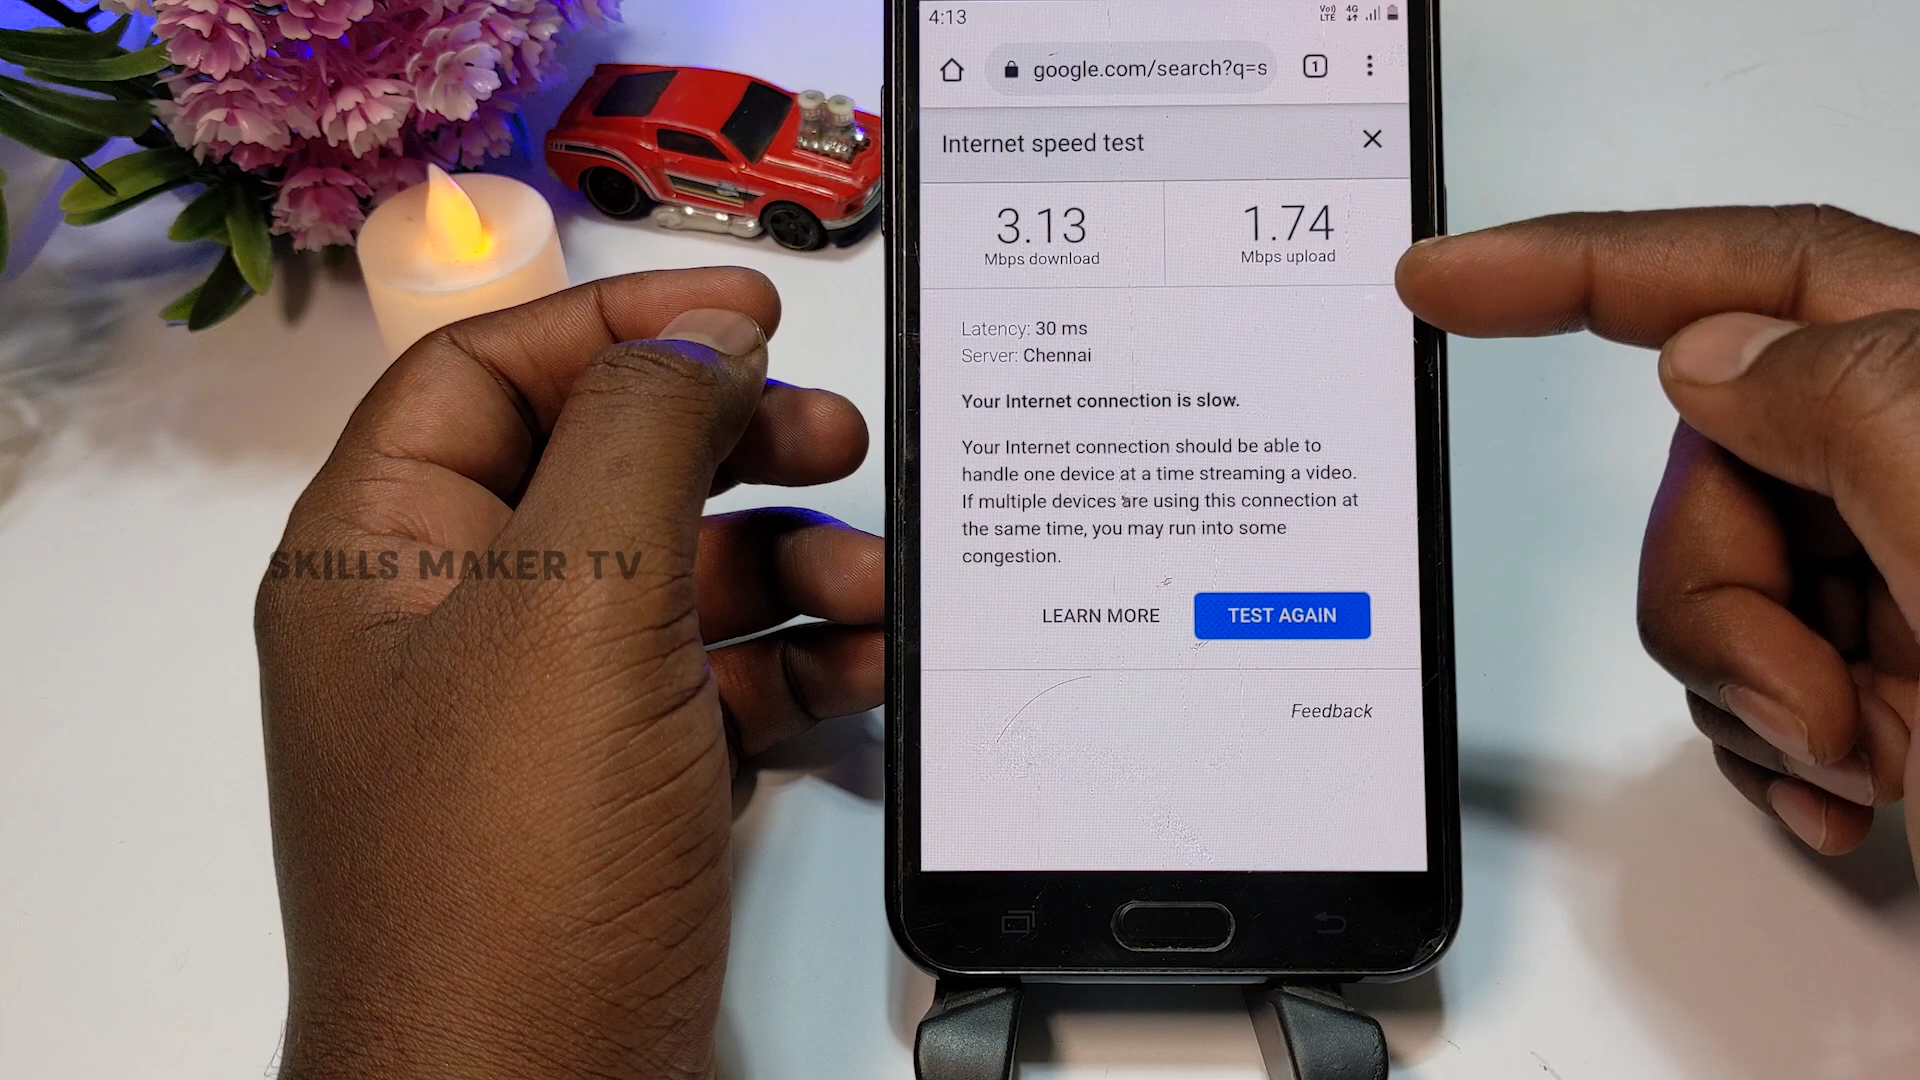 4:13
Vo)) LTE 4G
google.com/search?q=s
1
Internet speed test
3.13
Mbps download
1.74
Mbps upload
Latency: 30 ms
Server: Chennai
Your Internet connection is slow.
Your Internet connection should be able to
handle one device at a time streaming a video.
If multiple devices are using this connection at
the same time, you may run into some
congestion.
LEARN MORE
TEST AGAIN
Feedback
SKILLS MAKER TV